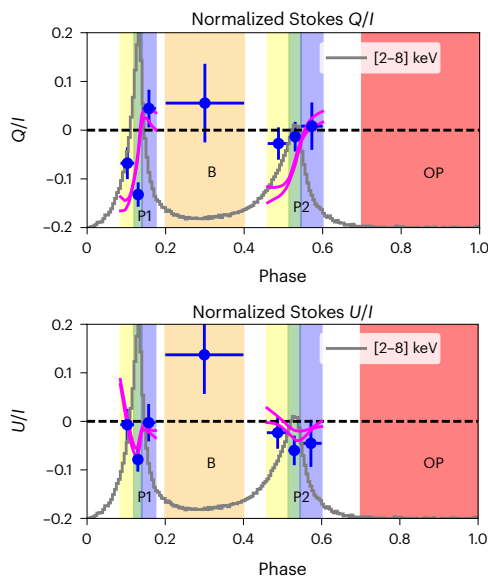 Normalized Stokes Q/I
0.2
0.1
0
−0.1
−0.2
Q/I
[2–8] keV
P1
B
P2
OP
0
0.2
0.4
0.6
0.8
1.0
Phase
Normalized Stokes U/I
0.2
0.1
0
−0.1
−0.2
U/I
[2–8] keV
P1
B
P2
OP
0
0.2
0.4
0.6
0.8
1.0
Phase